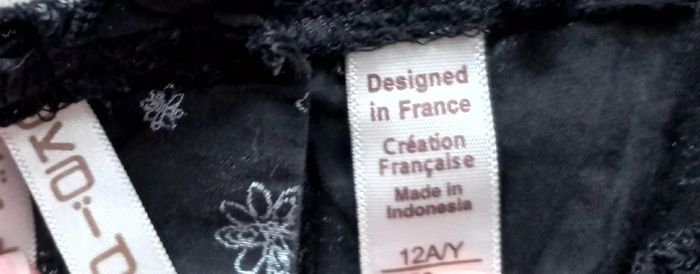 Designed
in France
Création
Française
Made in
Indonesia
12A/Y